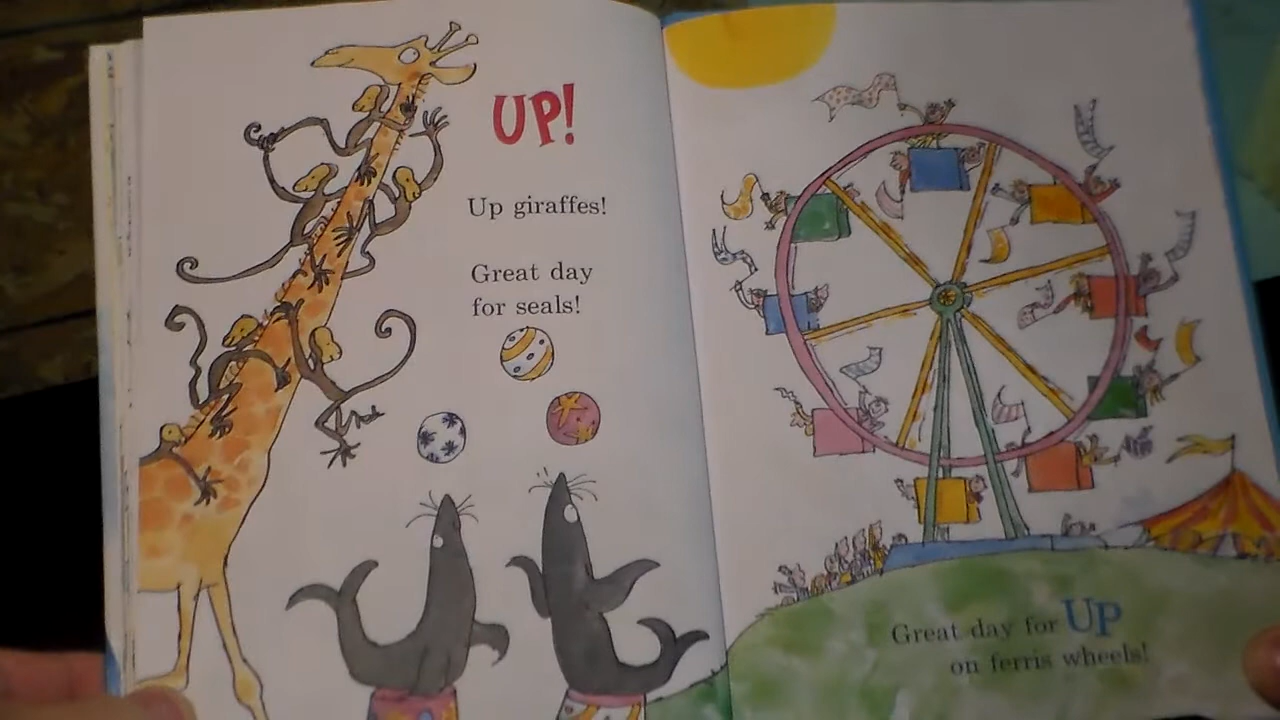 UP!
Up giraffes!
Great day
for seals!
Great day for Up
on ferris wheels!